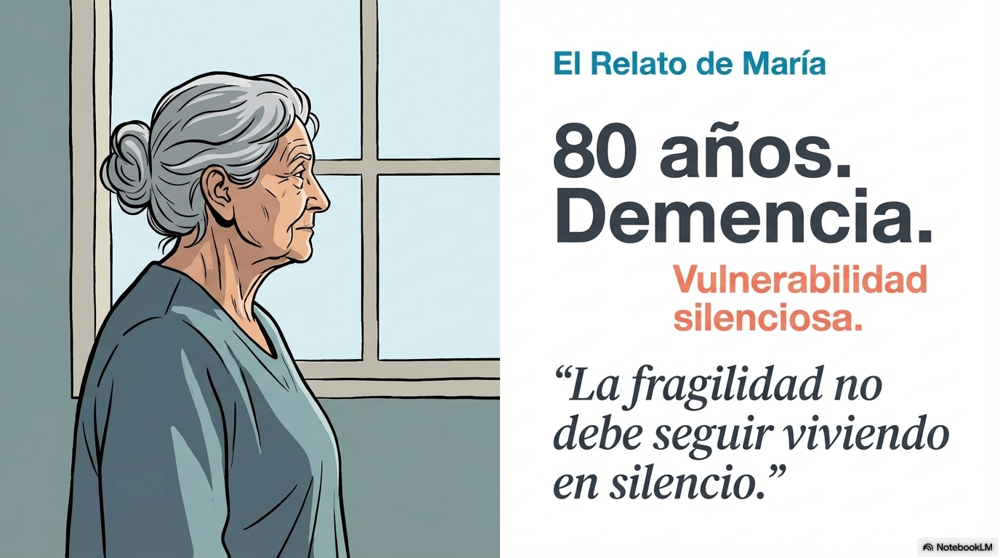 El Relato de María
80 años.
Demencia.
Vulnerabilidad
silenciosa.
“La fragilidad no
debe seguir viviendo
en silencio.”
NotebookLM